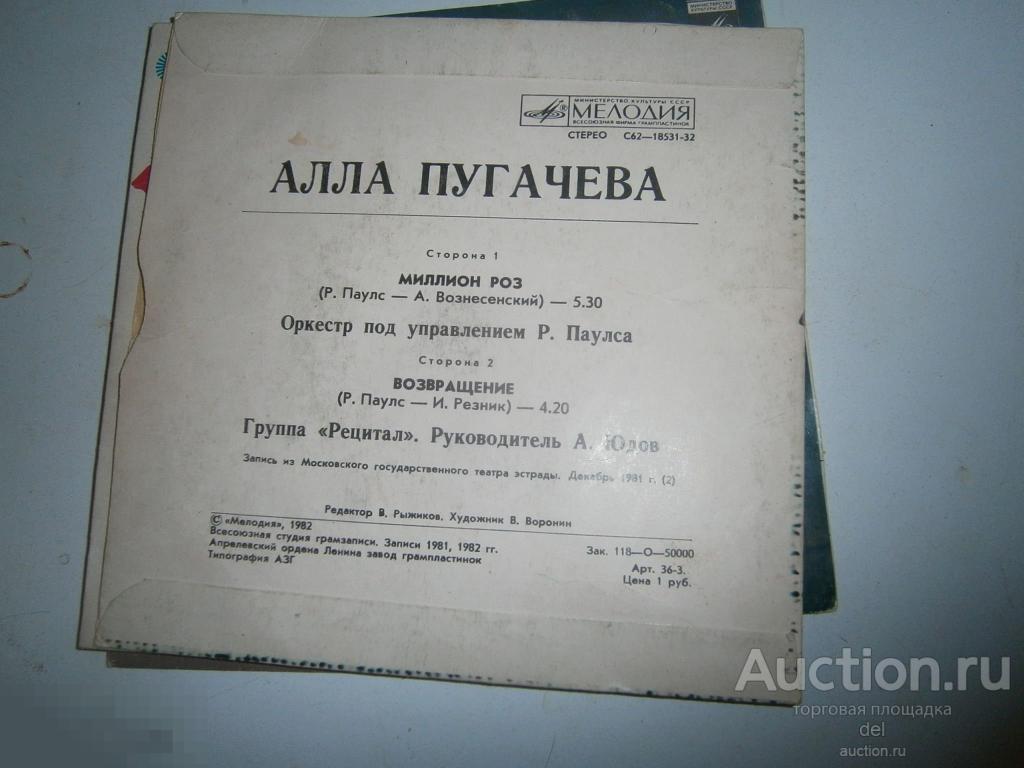 МИНИСТЕРСТВО
КУЛЬТУРЫ СССР
МИНИСТЕРСТВО КУЛЬТУРЫ СССР
МЕЛОДИЯ
ВСЕСОЮЗНАЯ ФИРМА ГРАМПЛАСТИНОК
СТЕРЕО С62—18531-32
АЛЛА ПУГАЧЕВА
Сторона 1
МИЛЛИОН РОЗ
(Р. Паулс — А. Вознесенский) — 5.30
Оркестр под управлением Р. Паулса
Сторона 2
ВОЗВРАЩЕНИЕ
(Р. Паулс — И. Резник) — 4.20
Группа «Рецитал». Руководитель А. Юдов
Запись из Московского государственного театра эстрады. Декабрь 1981 г. (2)
Редактор В. Рыжиков. Художник В. Воронин
© «Мелодия», 1982
Всесоюзная студия грамзаписи. Записи 1981, 1982 гг.
Апрелевский ордена Ленина завод грампластинок
Типография АЗГ
Зак. 118—О—50000
Арт. 36-3.
Цена 1 руб.
Auction.ru
торговая площадка
del
auction.ru